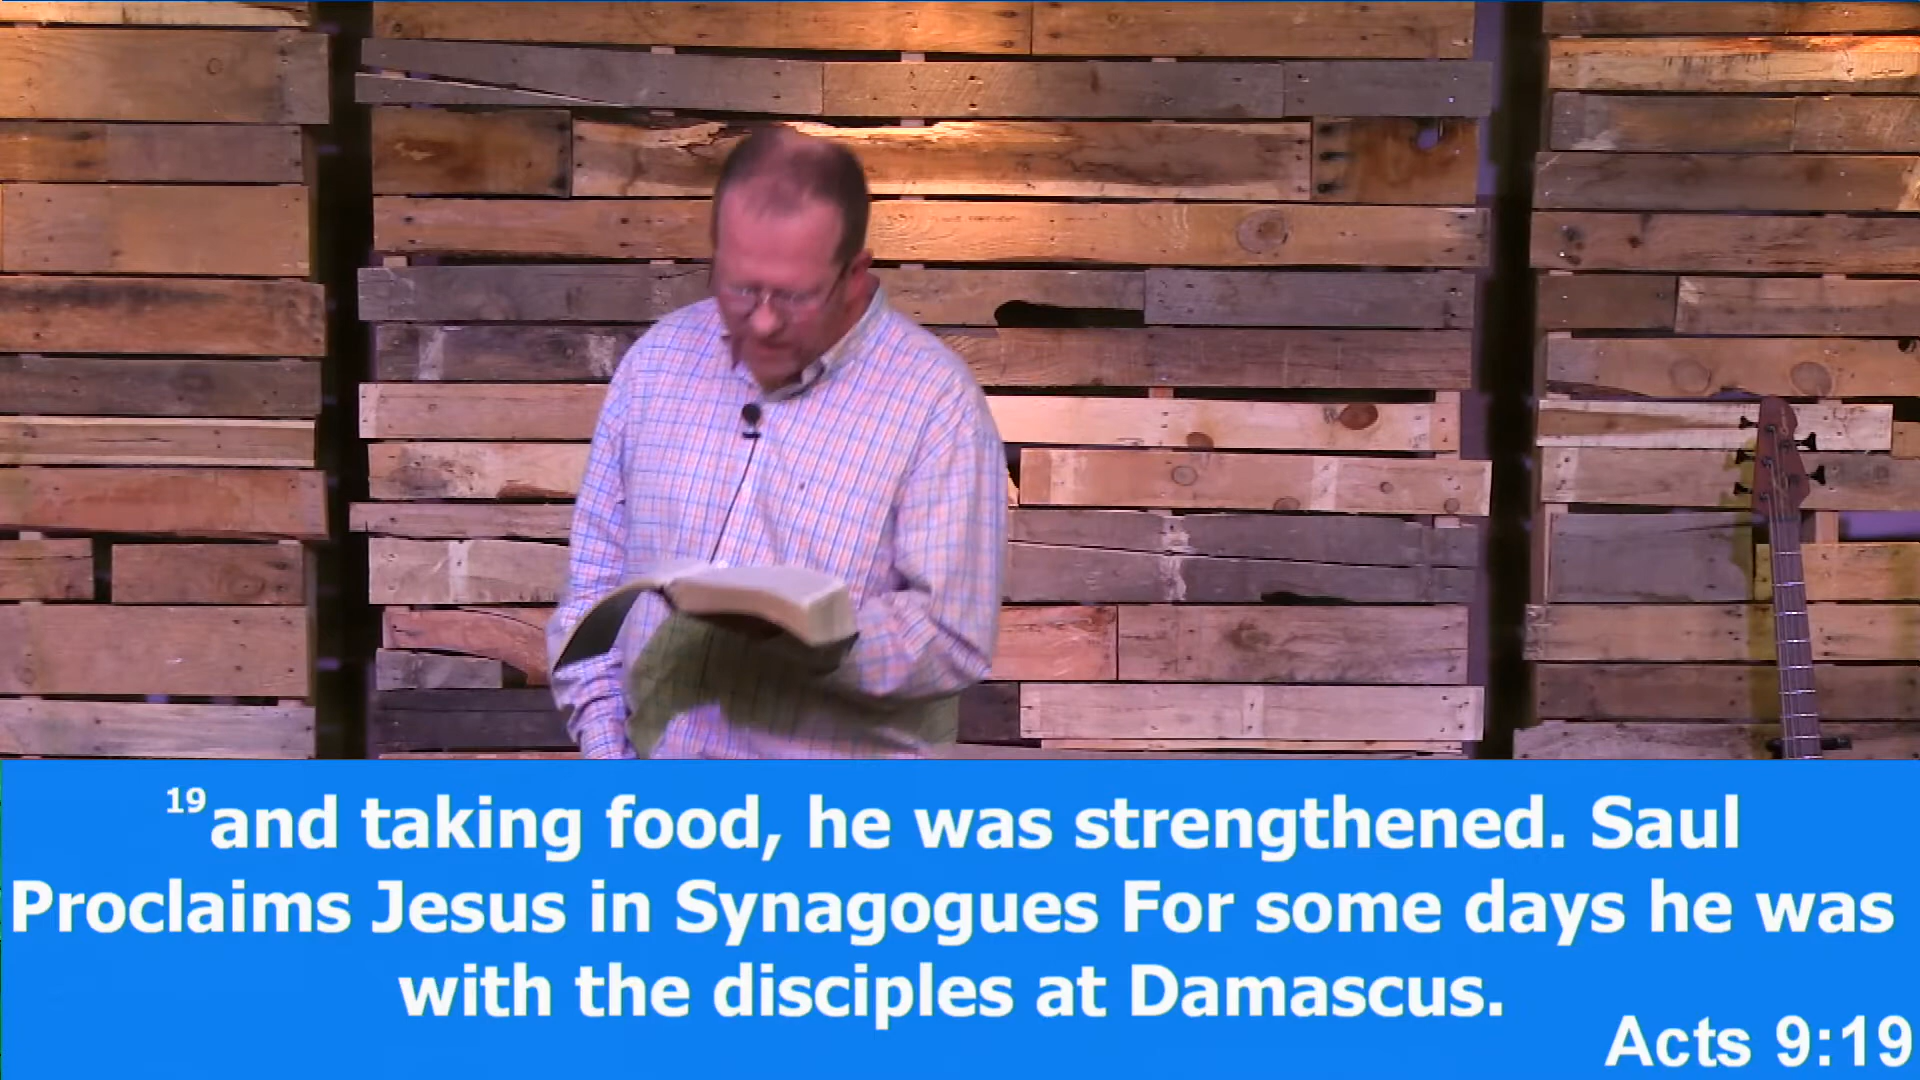 19and taking food, he was strengthened. Saul
Proclaims Jesus in Synagogues For some days he was
with the disciples at Damascus.
Acts 9:19